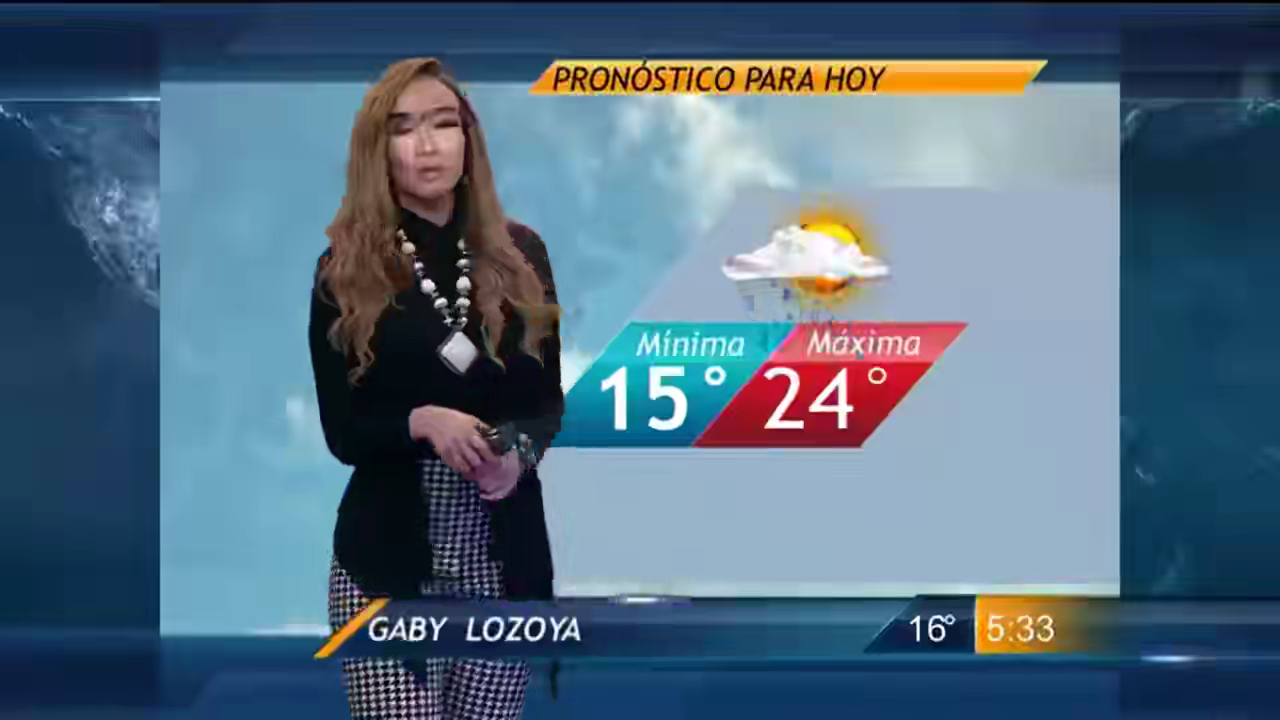 PRONÓSTICO PARA HOY
Mínima Máxima
15° 24°
GABY LOZOYA
16° 5:33